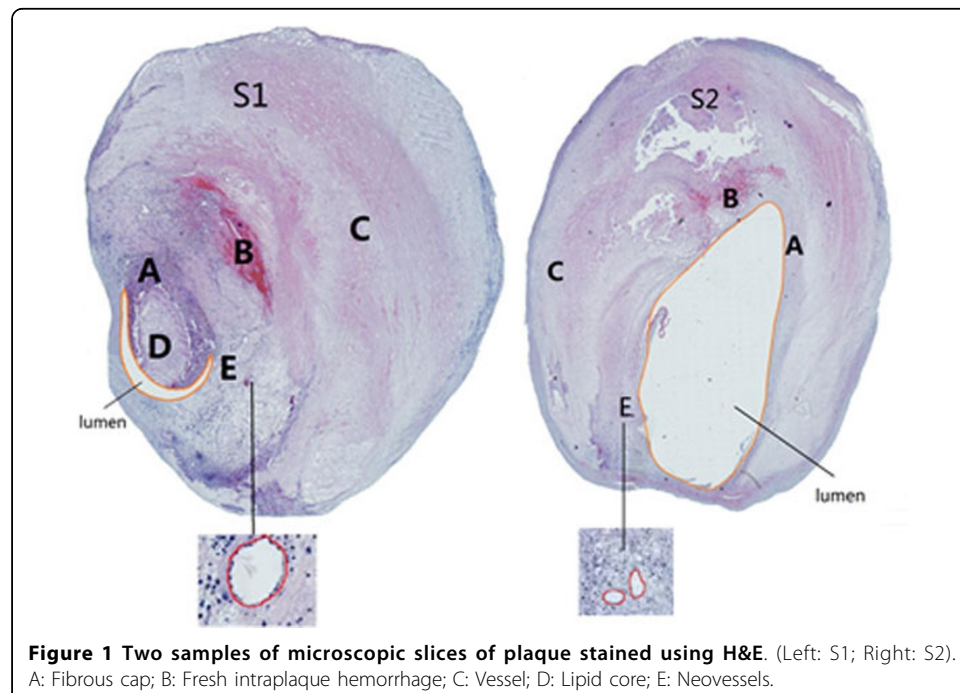 S1
S2
B
B
C
A
A
C
D
E
E
lumen
lumen
Figure 1 Two samples of microscopic slices of plaque stained using H&E. (Left: S1; Right: S2).
A: Fibrous cap; B: Fresh intraplaque hemorrhage; C: Vessel; D: Lipid core; E: Neovessels.